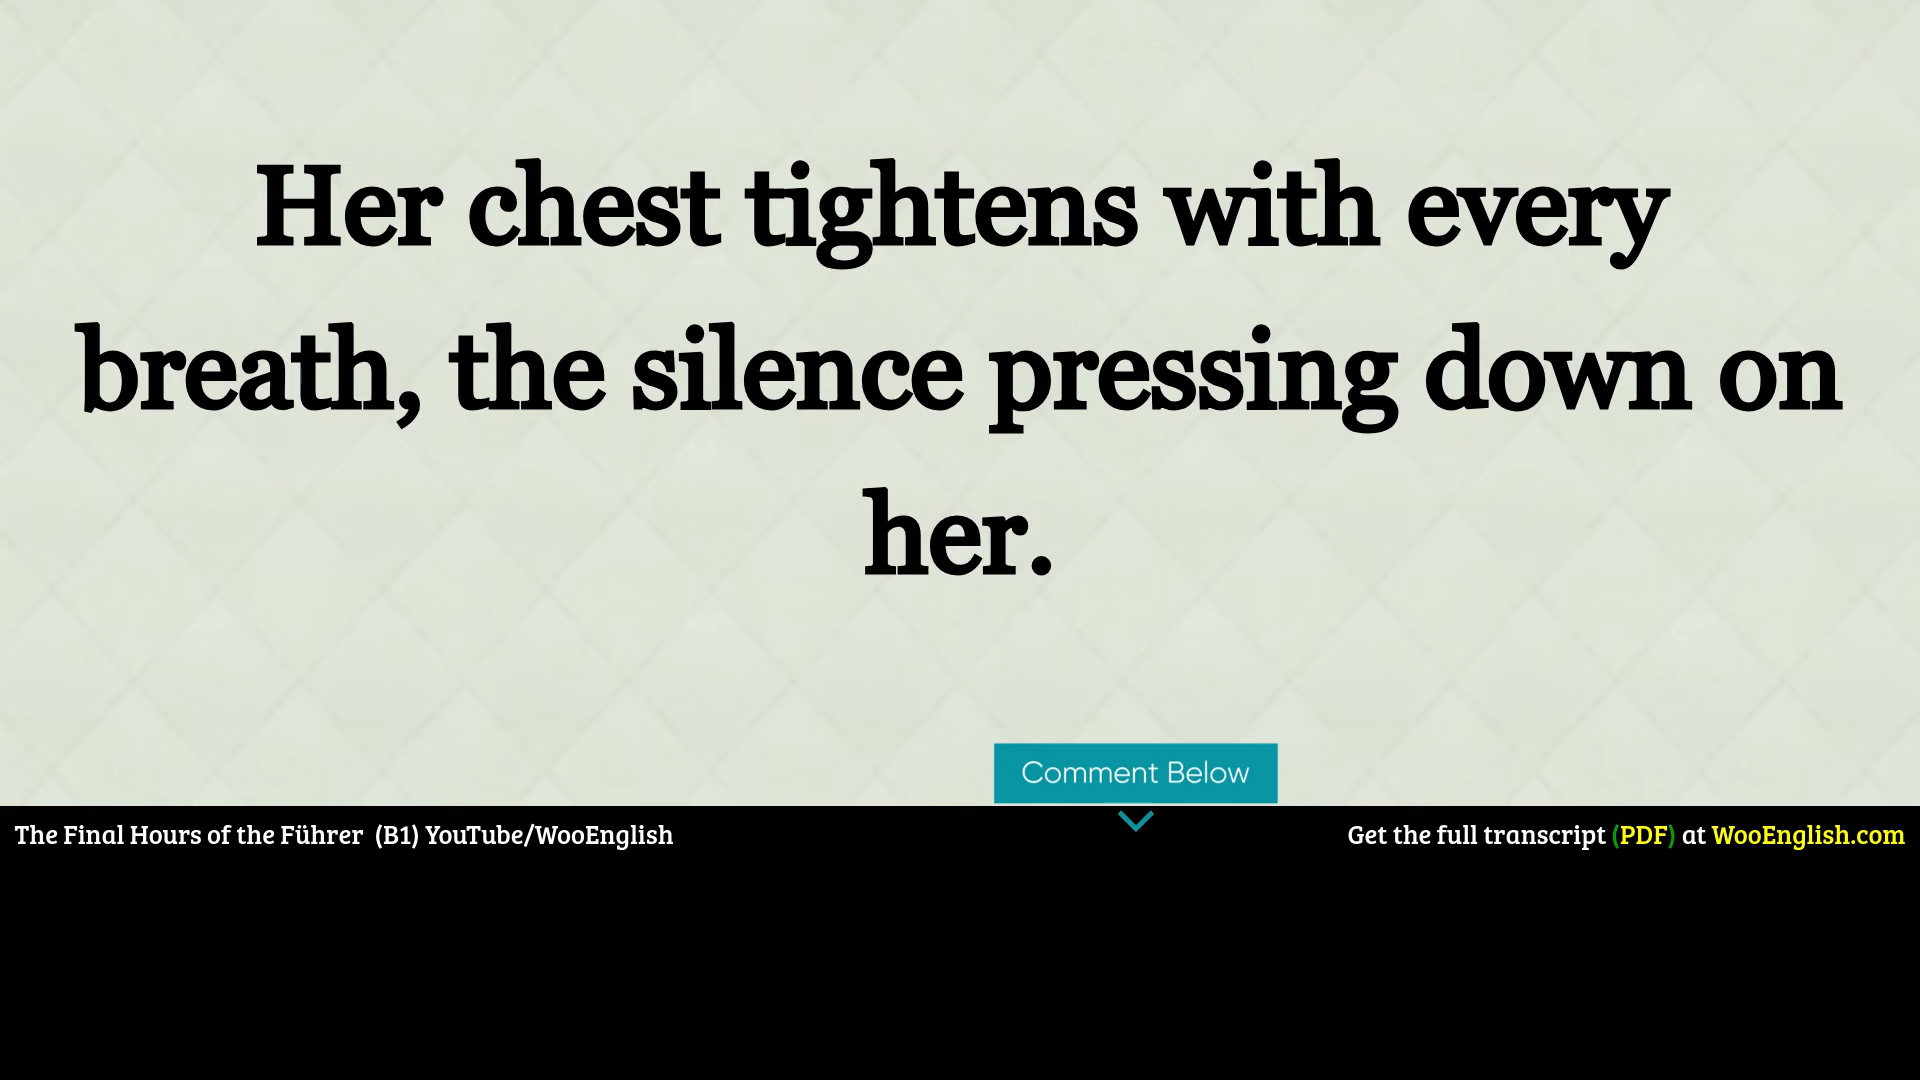 Her chest tightens with every
breath, the silence pressing down on
her.
Comment Below
The Final Hours of the Führer (B1) YouTube/WooEnglish
Get the full transcript (PDF) at WooEnglish.com